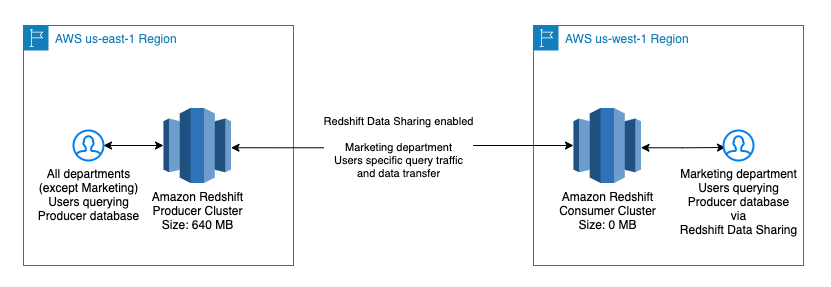 AWS us-east-1 Region
All departments
(except Marketing)
Users querying
Producer database
Amazon Redshift
Producer Cluster
Size: 640 MB
Redshift Data Sharing enabled
Marketing department
Users specific query traffic
and data transfer
AWS us-west-1 Region
Amazon Redshift
Consumer Cluster
Size: 0 MB
Marketing department
Users querying
Producer database
via
Redshift Data Sharing